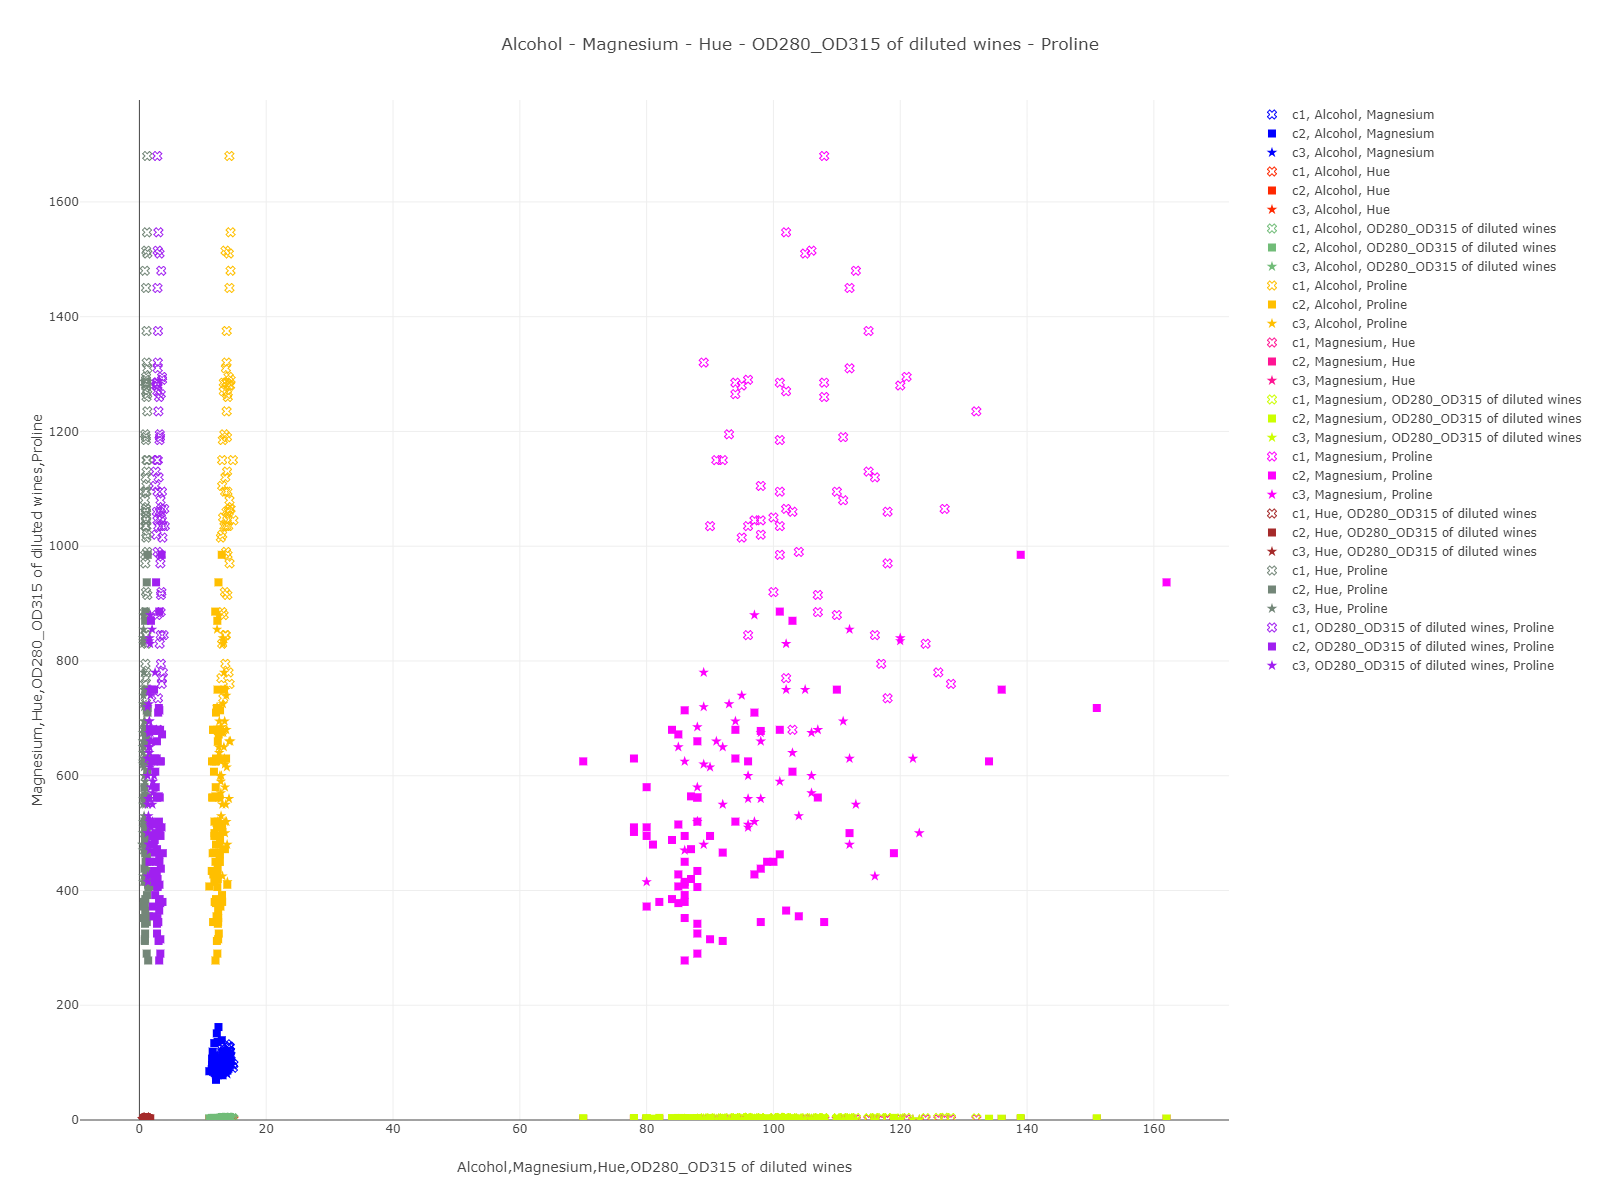 Alcohol - Magnesium - Hue - OD280_OD315 of diluted wines - Proline
Magnesium,Hue,OD280_OD315 of diluted wines,Proline
1600
1400
1200
1000
800
600
400
200
0
0
20
40
60
80
100
120
140
160
Alcohol,Magnesium,Hue,OD280_OD315 of diluted wines
c1, Alcohol, Magnesium
c2, Alcohol, Magnesium
c3, Alcohol, Magnesium
c1, Alcohol, Hue
c2, Alcohol, Hue
c3, Alcohol, Hue
c1, Alcohol, OD280_OD315 of diluted wines
c2, Alcohol, OD280_OD315 of diluted wines
c3, Alcohol, OD280_OD315 of diluted wines
c1, Alcohol, Proline
c2, Alcohol, Proline
c3, Alcohol, Proline
c1, Magnesium, Hue
c2, Magnesium, Hue
c3, Magnesium, Hue
c1, Magnesium, OD280_OD315 of diluted wines
c2, Magnesium, OD280_OD315 of diluted wines
c3, Magnesium, OD280_OD315 of diluted wines
c1, Magnesium, Proline
c2, Magnesium, Proline
c3, Magnesium, Proline
c1, Hue, OD280_OD315 of diluted wines
c2, Hue, OD280_OD315 of diluted wines
c3, Hue, OD280_OD315 of diluted wines
c1, Hue, Proline
c2, Hue, Proline
c3, Hue, Proline
c1, OD280_OD315 of diluted wines, Proline
c2, OD280_OD315 of diluted wines, Proline
c3, OD280_OD315 of diluted wines, Proline